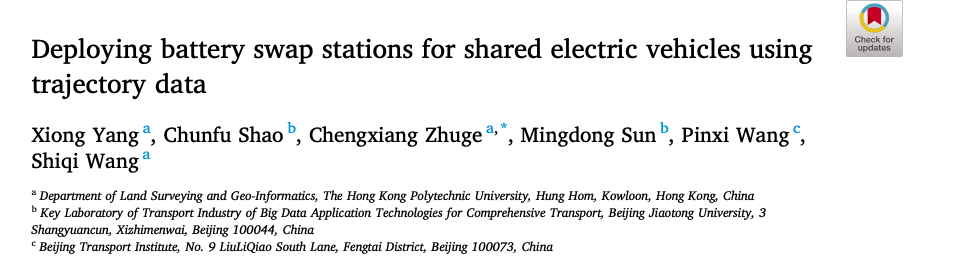 Check for
updates
Deploying battery swap stations for shared electric vehicles using
trajectory data
Xiong Yang a, Chunfu Shao b, Chengxiang Zhuge a,*, Mingdong Sun b, Pinxi Wang c,
Shiqi Wang a
a Department of Land Surveying and Geo-Informatics, The Hong Kong Polytechnic University, Hung Hom, Kowloon, Hong Kong, China
b Key Laboratory of Transport Industry of Big Data Application Technologies for Comprehensive Transport, Beijing Jiaotong University, 3
Shangyuancun, Xizhimenwai, Beijing 100044, China
c Beijing Transport Institute, No. 9 LiuLiQiao South Lane, Fengtai District, Beijing 100073, China